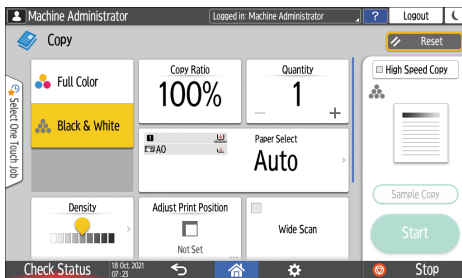 Machine Administrator
Logged in: Machine Administrator
?
Logout
Copy
Reset
Select One Touch Job
Full Color
Black & White
Copy Ratio
100%
Quantity
1
− +
High Speed Copy
1
A0
Paper Select
Auto
Sample Copy
Density
Adjust Print Position
Not Set
Wide Scan
Start
Check Status
18 Oct. 2021
07:23
Stop